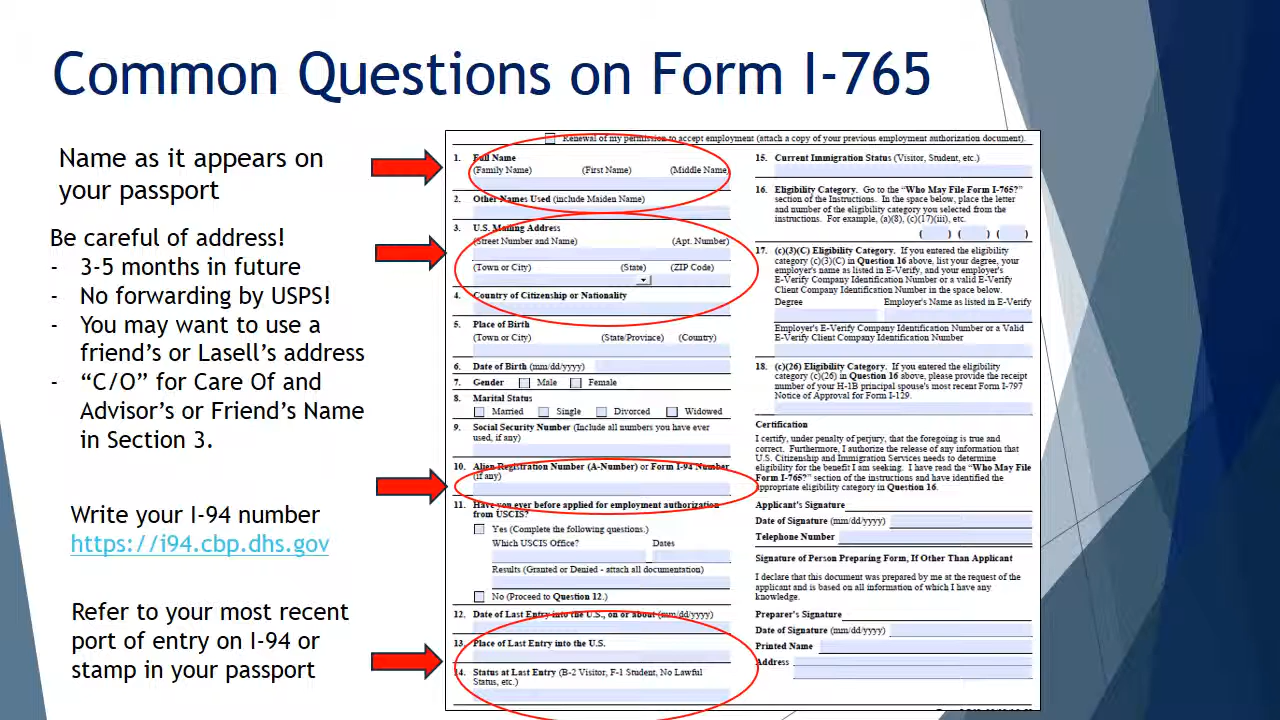 Common Questions on Form I-765
Name as it appears on
your passport
Be careful of address!
- 3-5 months in future
- No forwarding by USPS!
- You may want to use a
friend’s or Lasell’s address
- “C/O” for Care Of and
Advisor’s or Friend’s Name
in Section 3.
Write your I-94 number
https://i94.cbp.dhs.gov
Refer to your most recent
port of entry on I-94 or
stamp in your passport
Renewal of my permission to accept employment (attach a copy of your previous employment authorization document).
1. Full Name
(Family Name) (First Name) (Middle Name)
2. Other Names Used (include Maiden Name)
3. U.S. Mailing Address
(Street Number and Name) (Apt. Number)
(Town or City) (State) (ZIP Code)
4. Country of Citizenship or Nationality
5. Place of Birth
(Town or City) (State/Province) (Country)
6. Date of Birth (mm/dd/yyyy)
7. Gender Male Female
8. Marital Status
Married Single Divorced Widowed
9. Social Security Number (Include all numbers you have ever
used, if any)
10. Alien Registration Number (A-Number) or Form I-94 Number
(if any)
11. Have you ever before applied for employment authorization
from USCIS?
Yes (Complete the following questions.)
Which USCIS Office? Dates
Results (Granted or Denied - attach all documentation)
No (Proceed to Question 12.)
12. Date of Last Entry into the U.S., on or about (mm/dd/yyyy)
13. Place of Last Entry into the U.S.
14. Status at Last Entry (B-2 Visitor, F-1 Student, No Lawful
Status, etc.)
15. Current Immigration Status (Visitor, Student, etc.)
16. Eligibility Category. Go to the “Who May File Form I-765?”
section of the Instructions. In the space below, place the letter
and number of the eligibility category you selected from the
instructions. For example, (a)(8), (c)(17)(iii), etc.
( ) ( ) ( )
17. (c)(3)(C) Eligibility Category. If you entered the eligibility
category (c)(3)(C) in Question 16 above, list your degree, your
employer's name as listed in E-Verify, and your employer's
E-Verify Company Identification Number or a valid E-Verify
Client Company Identification Number in the space below.
Degree Employer's Name as listed in E-Verify
Employer's E-Verify Company Identification Number or a Valid
E-Verify Client Company Identification Number
18. (c)(26) Eligibility Category. If you entered the eligibility
category (c)(26) in Question 16 above, please provide the receipt
number of your H-1B principal spouse's most recent Form I-797
Notice of Approval for Form I-129.
Certification
I certify, under penalty of perjury, that the foregoing is true and
correct. Furthermore, I authorize the release of any information that
U.S. Citizenship and Immigration Services needs to determine
eligibility for the benefit I am seeking. I have read the “Who May File
Form I-765?” section of the instructions and have identified the
appropriate eligibility category in Question 16.
Applicant's Signature
Date of Signature (mm/dd/yyyy)
Telephone Number
Signature of Person Preparing Form, If Other Than Applicant
I declare that this document was prepared by me at the request of the
applicant and is based on all information of which I have any
knowledge.
Preparer's Signature
Date of Signature (mm/dd/yyyy)
Printed Name
Address